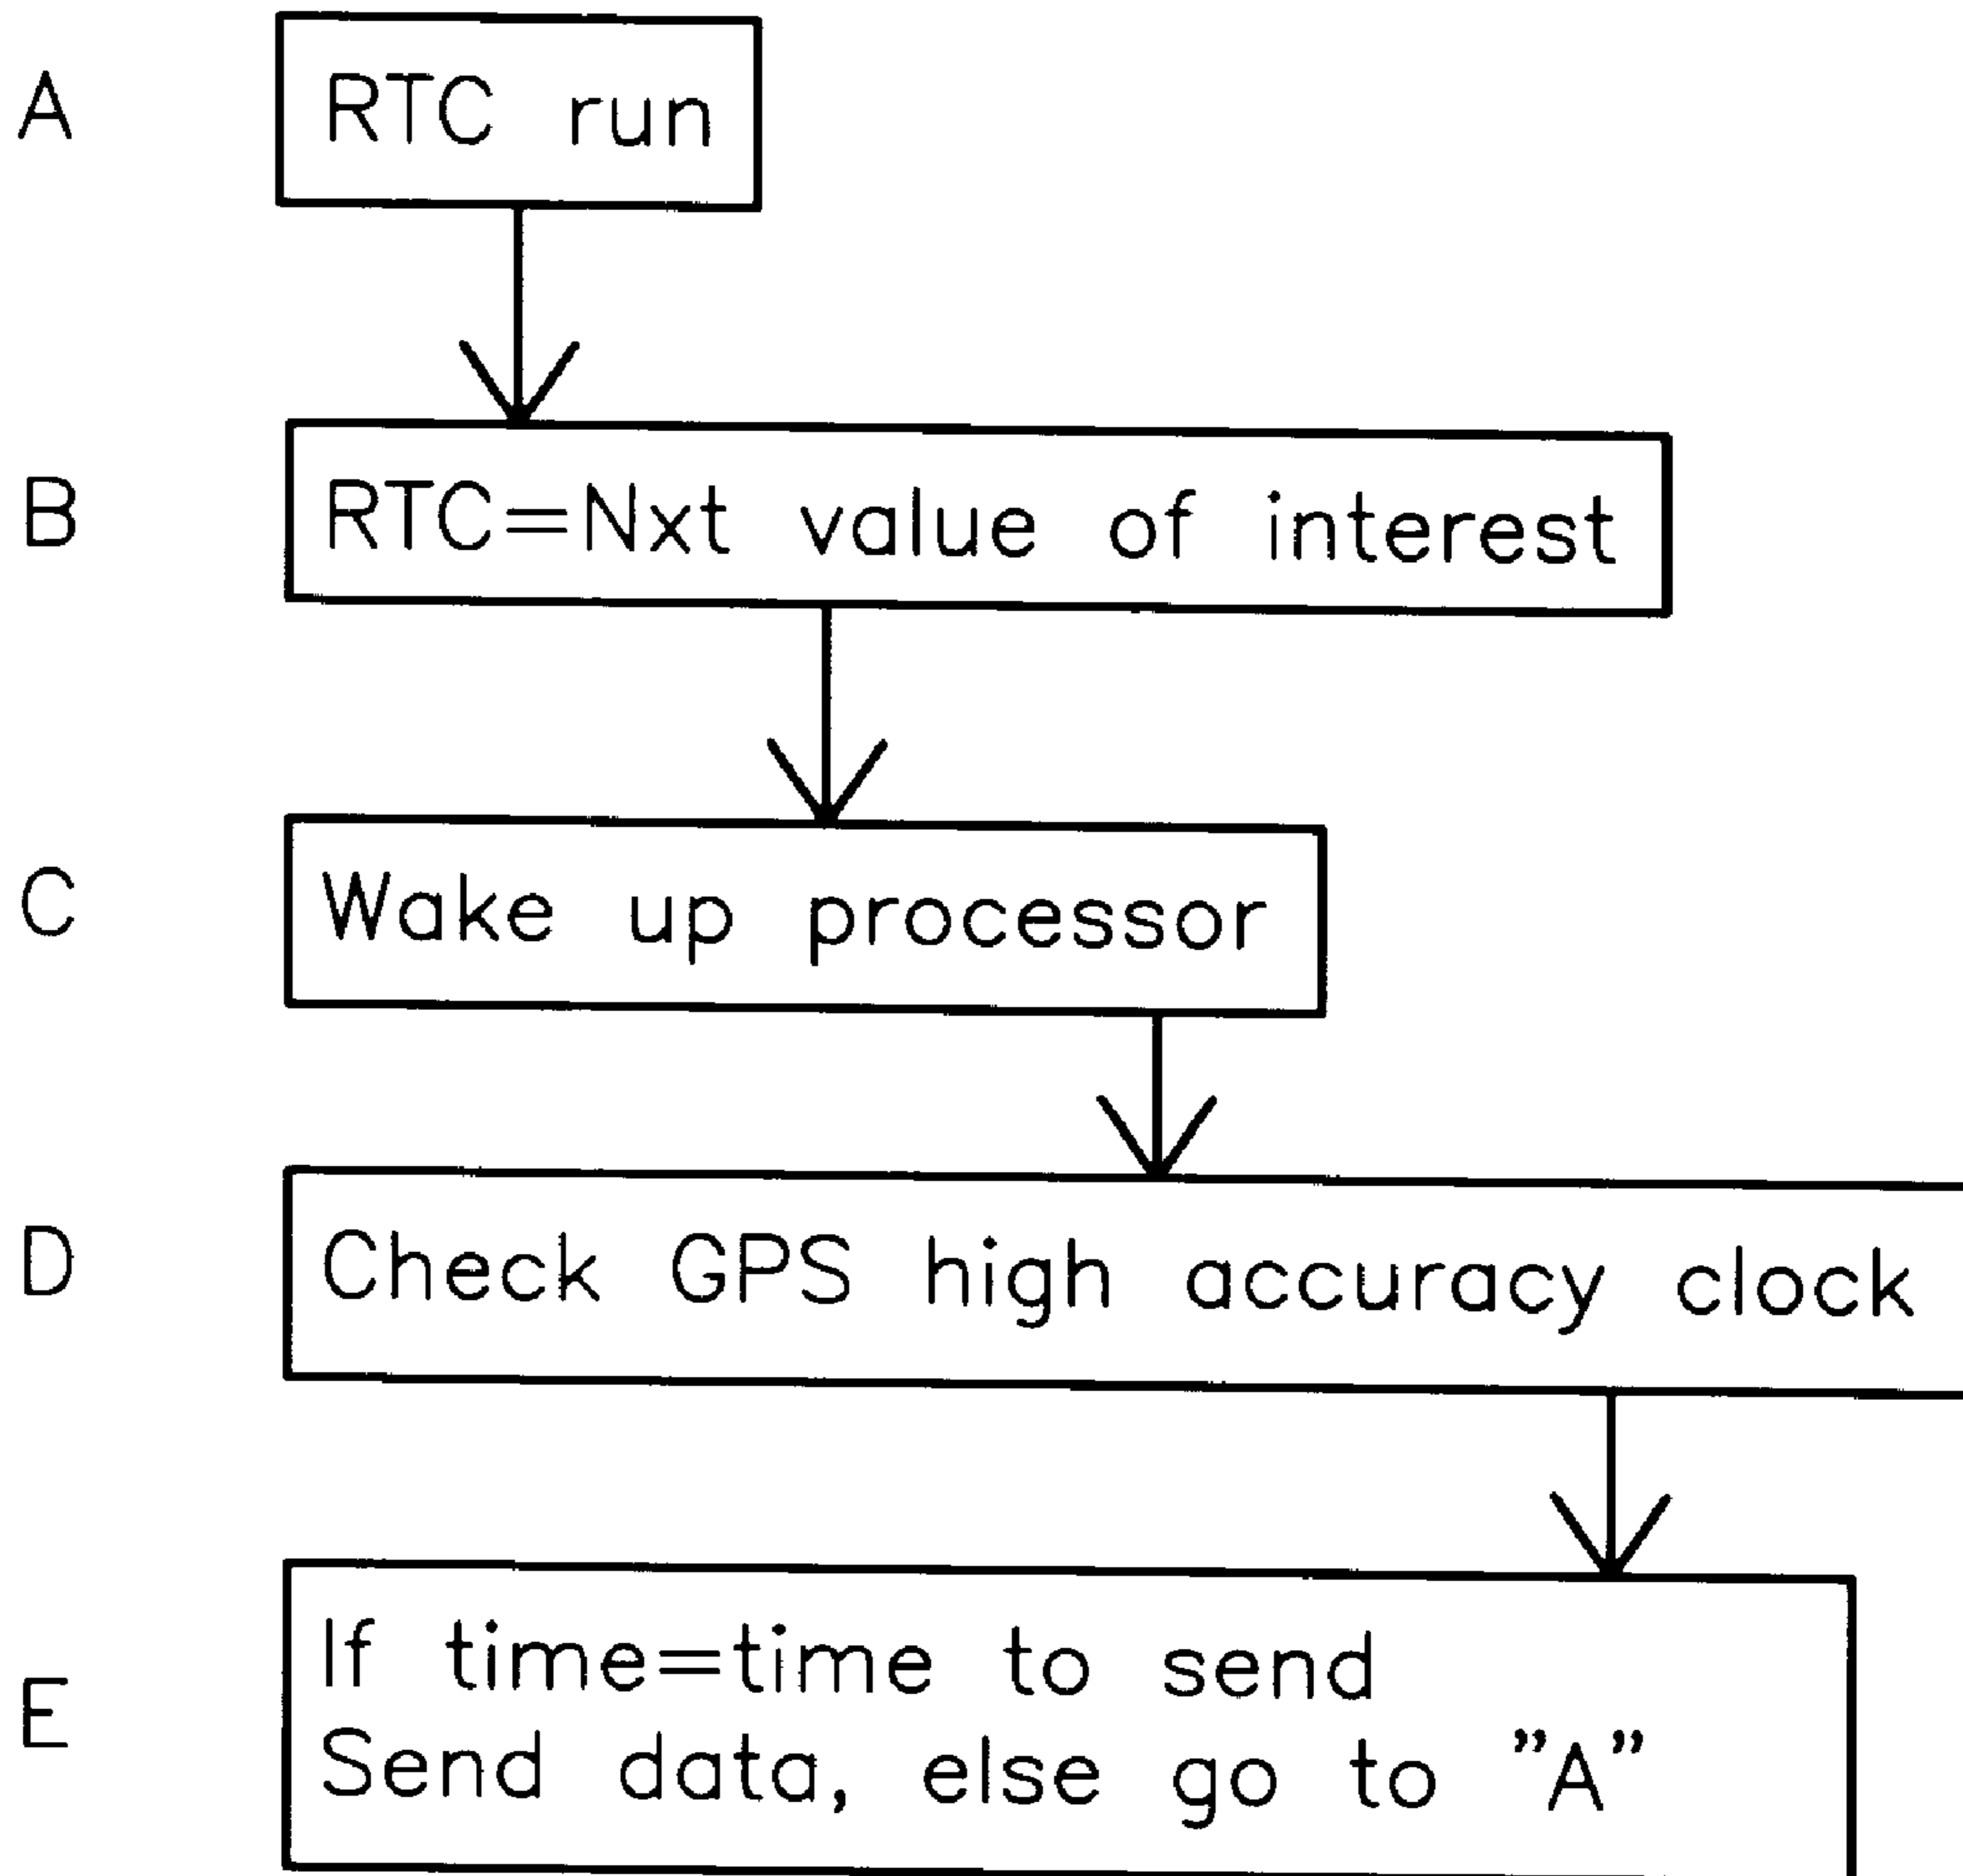 A
RTC run
B
RTC=Nxt value of interest
C
Wake up processor
D
Check GPS high accuracy clock
E
If time=time to send
Send data, else go to ”A”